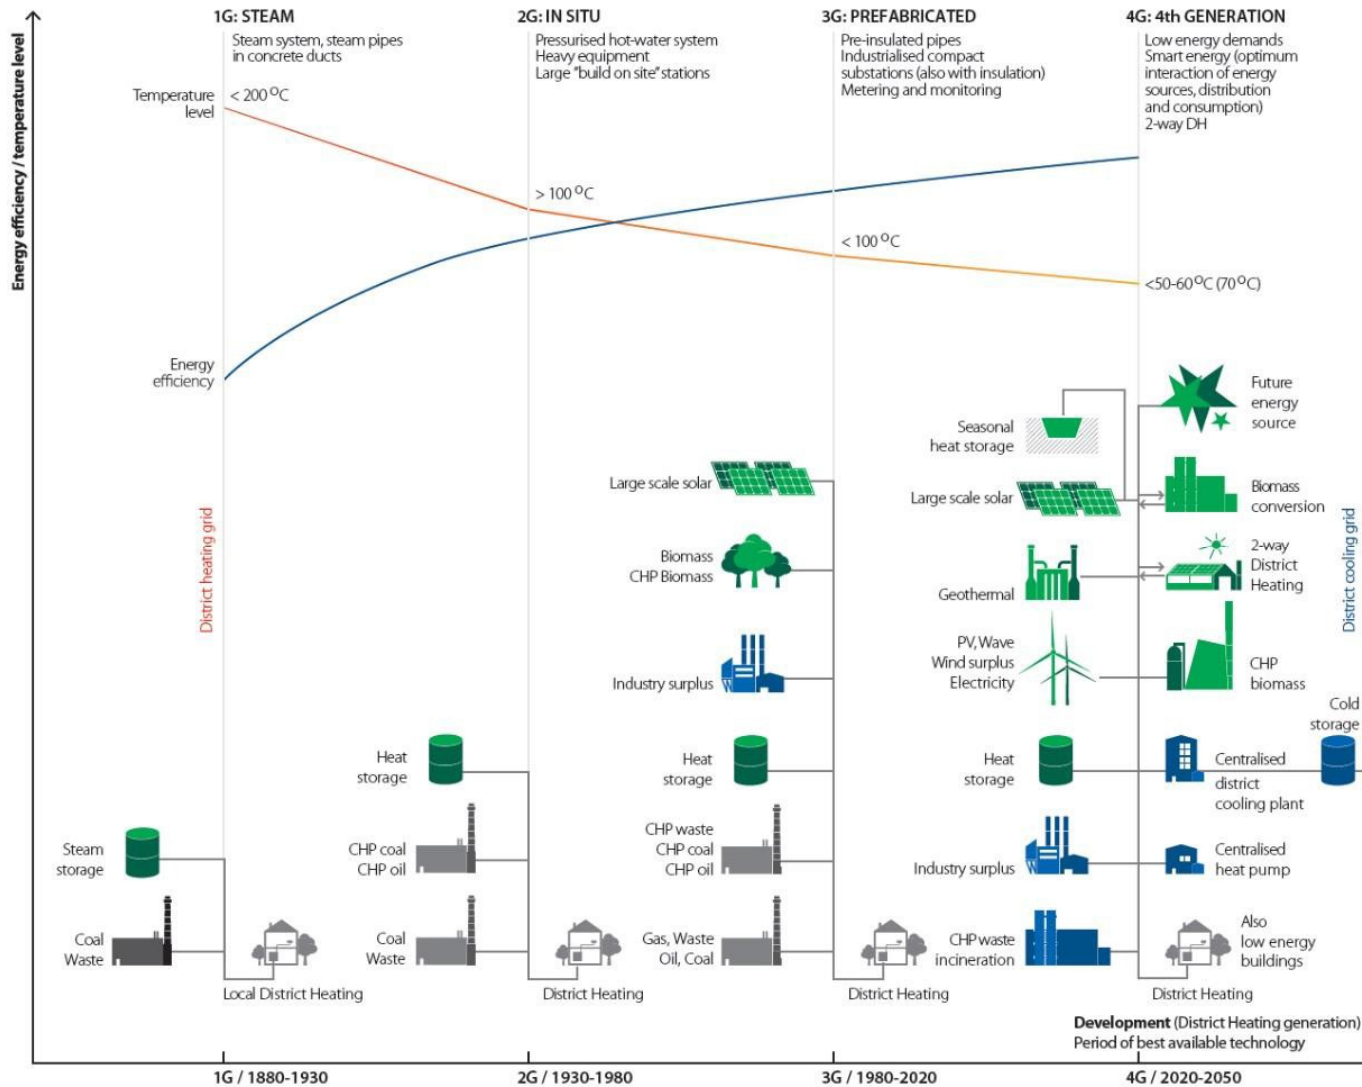 Energy efficiency / temperature level
1G: STEAM
Steam system, steam pipes
in concrete ducts
2G: IN SITU
Pressurised hot-water system
Heavy equipment
Large "build on site" stations
3G: PREFABRICATED
Pre-insulated pipes
Industrialised compact
substations (also with insulation)
Metering and monitoring
4G: 4th GENERATION
Low energy demands
Smart energy (optimum
interaction of energy
sources, distribution
and consumption)
2-way DH
Temperature
level
< 200 °C
> 100 °C
< 100 °C
<50-60°C (70°C)
Energy
efficiency
District heating grid
Steam
storage
Coal
Waste
Local District Heating
Heat
storage
CHP coal
CHP oil
Coal
Waste
District Heating
Large scale solar
Biomass
CHP Biomass
Industry surplus
Heat
storage
CHP waste
CHP coal
CHP oil
Gas, Waste
Oil, Coal
District Heating
Seasonal
heat storage
Large scale solar
Geothermal
PV, Wave
Wind surplus
Electricity
Heat
storage
Industry surplus
CHP waste
incineration
Future
energy
source
Biomass
conversion
2-way
District
Heating
CHP
biomass
Cold
storage
Centralised
district
cooling plant
Centralised
heat pump
Also
low energy
buildings
District Heating
District cooling grid
Development (District Heating generation)
Period of best available technology
1G / 1880-1930
2G / 1930-1980
3G / 1980-2020
4G / 2020-2050